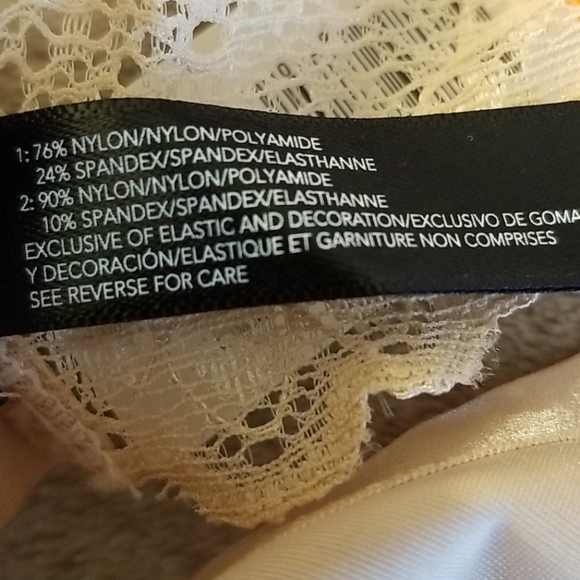 1: 76% NYLON/NYLON/POLYAMIDE
24% SPANDEX/SPANDEX/ELASTHANNE
2: 90% NYLON/NYLON/POLYAMIDE
10% SPANDEX/SPANDEX/ELASTHANNE
EXCLUSIVE OF ELASTIC AND DECORATION/EXCLUSIVO DE GOMA
Y DECORACIÓN/ELASTIQUE ET GARNITURE NON COMPRISES
SEE REVERSE FOR CARE